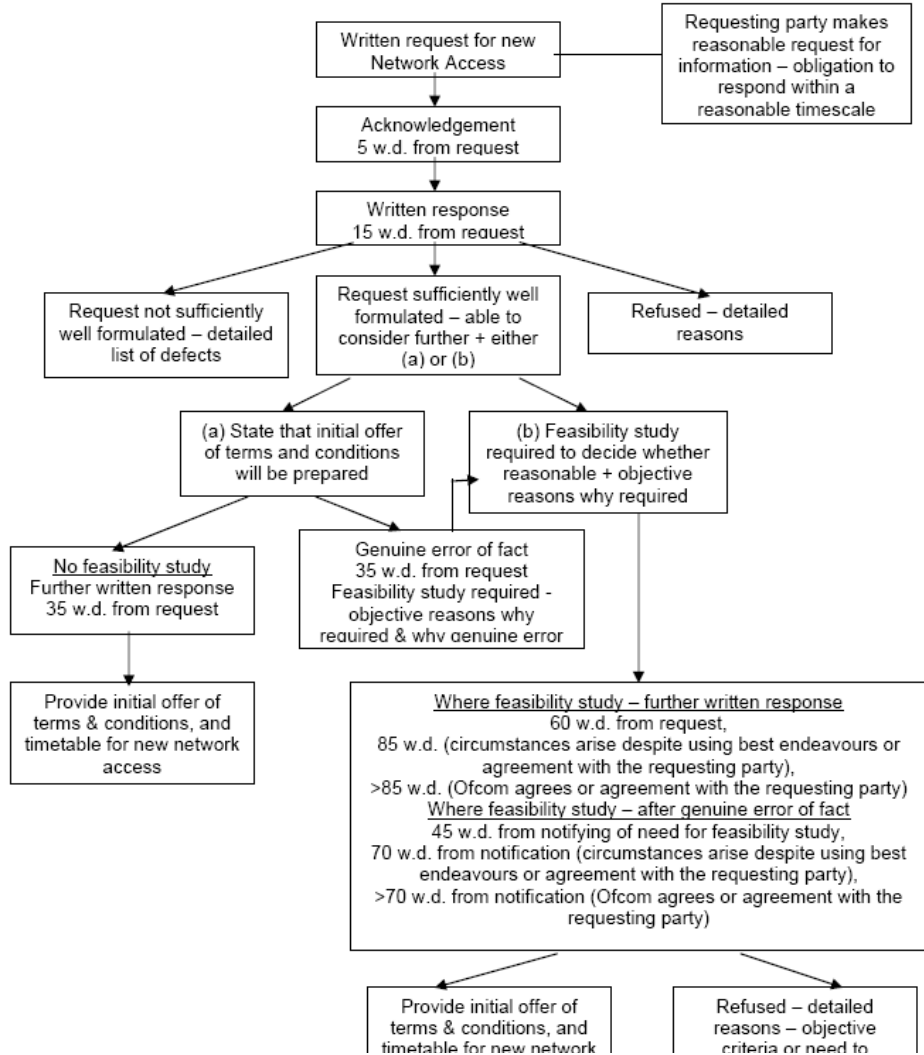 Written request for new
Network Access
Requesting party makes
reasonable request for
information – obligation to
respond within a
reasonable timescale
Acknowledgement
5 w.d. from request
Written response
15 w.d. from request
Request not sufficiently
well formulated – detailed
list of defects
Request sufficiently well
formulated – able to
consider further + either
(a) or (b)
Refused – detailed
reasons
(a) State that initial offer
of terms and conditions
will be prepared
(b) Feasibility study
required to decide whether
reasonable + objective
reasons why required
No feasibility study
Further written response
35 w.d. from request
Genuine error of fact
35 w.d. from request
Feasibility study required -
objective reasons why
required & why genuine error
Provide initial offer of
terms & conditions, and
timetable for new network
access
Where feasibility study – further written response
60 w.d. from request,
85 w.d. (circumstances arise despite using best endeavours or
agreement with the requesting party),
>85 w.d. (Ofcom agrees or agreement with the requesting party)
Where feasibility study – after genuine error of fact
45 w.d. from notifying of need for feasibility study,
70 w.d. from notification (circumstances arise despite using best
endeavours or agreement with the requesting party),
>70 w.d. from notification (Ofcom agrees or agreement with the
requesting party)
Provide initial offer of
terms & conditions, and
timetable for new network
Refused – detailed
reasons – objective
criteria or need to